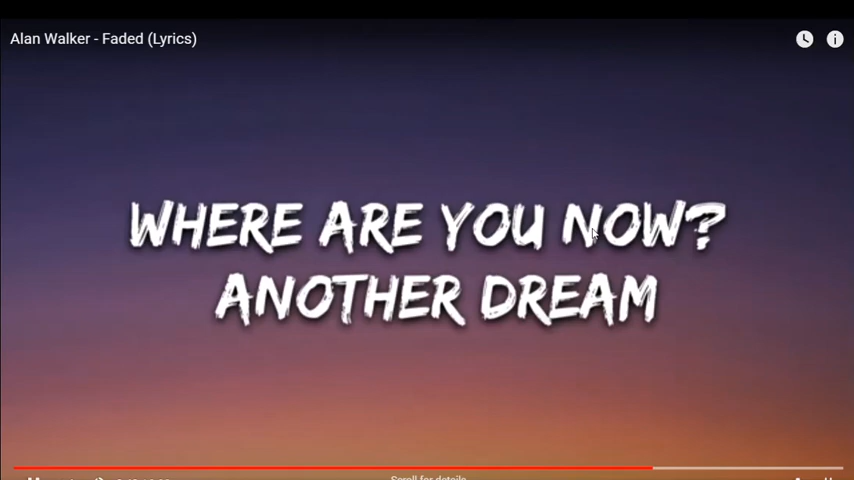 Alan Walker - Faded (Lyrics)
WHERE ARE YOU NOW?
ANOTHER DREAM
Scroll for details